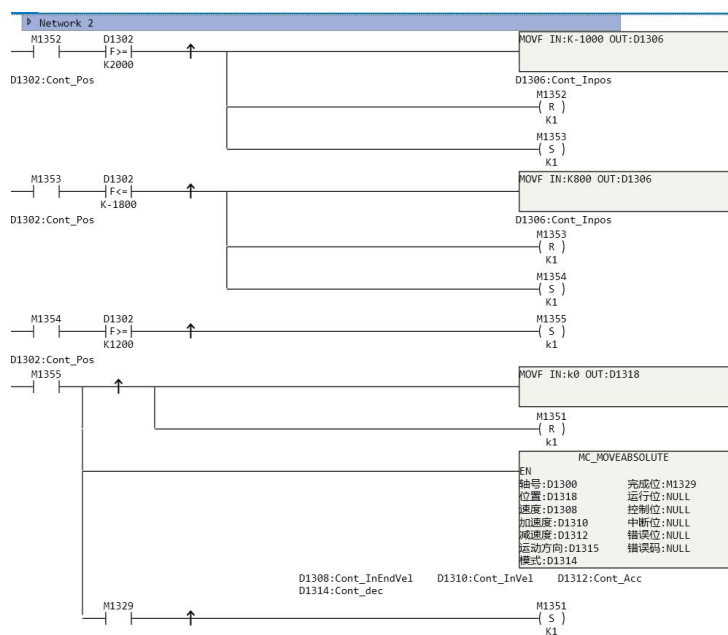 Network 2
M1352 D1302 MOVF IN:K-1000 OUT:D1306
F>=
K2000
D1302:Cont_Pos D1306:Cont_Inpos
M1352
( R )
K1
M1353
( S )
K1
M1353 D1302 MOVF IN:K800 OUT:D1306
F<=
K-1800
D1302:Cont_Pos D1306:Cont_Inpos
M1353
( R )
K1
M1354
( S )
K1
M1354 D1302 M1355
F>= ( S )
K1200 k1
D1302:Cont_Pos
M1355 MOVF IN:k0 OUT:D1318
M1351
( R )
k1
MC_MOVEABSOLUTE
EN
轴号:D1300 完成位:M1329
位置:D1318 运行位:NULL
速度:D1308 控制位:NULL
加速度:D1310 中断位:NULL
减速度:D1312 错误位:NULL
运动方向:D1315 错误码:NULL
模式:D1314
D1308:Cont_InEndVel D1310:Cont_InVel D1312:Cont_Acc
D1314:Cont_dec
M1329 M1351
( S )
K1